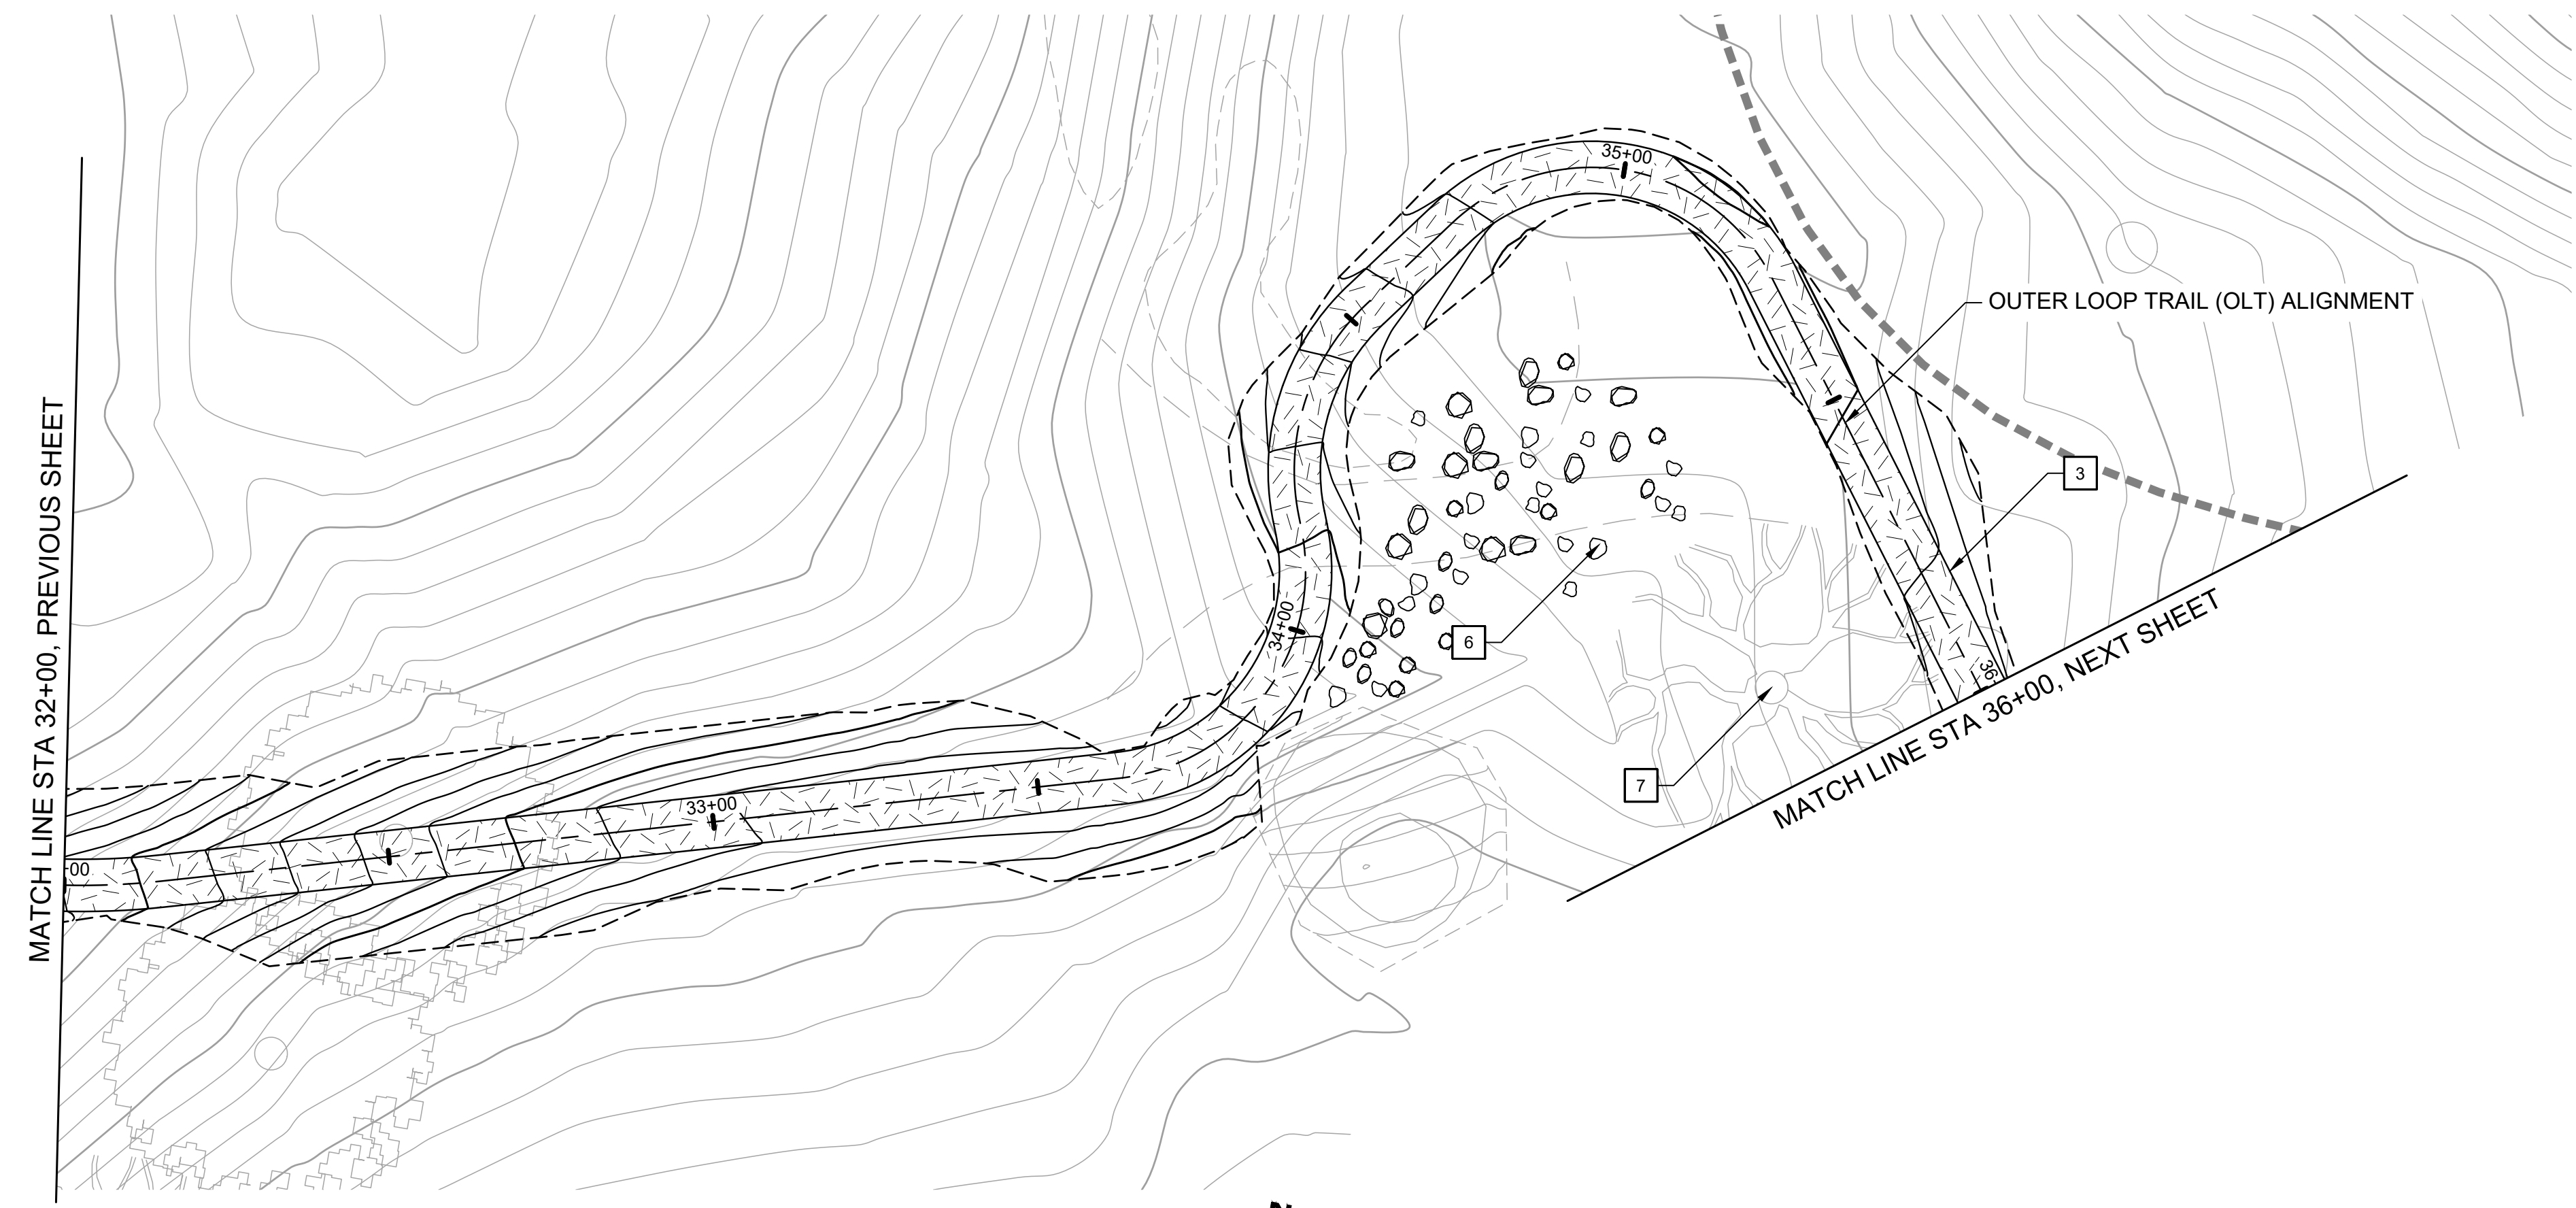 MATCH LINE STA 32+00, PREVIOUS SHEET
35+00
OUTER LOOP TRAIL (OLT) ALIGNMENT
3
34+00
6
36+
MATCH LINE STA 36+00, NEXT SHEET
7
33+00
+00